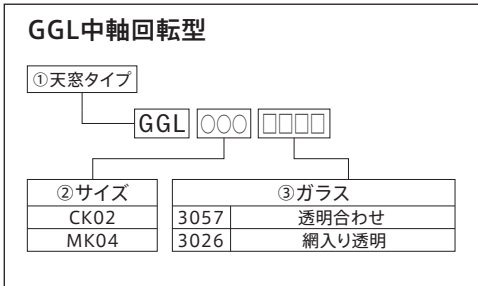 GGL中軸回転型
①天窓タイプ
GGL ○○○ □□□□
②サイズ ③ガラス
CK02 3057 透明合わせ
MK04 3026 網入り透明